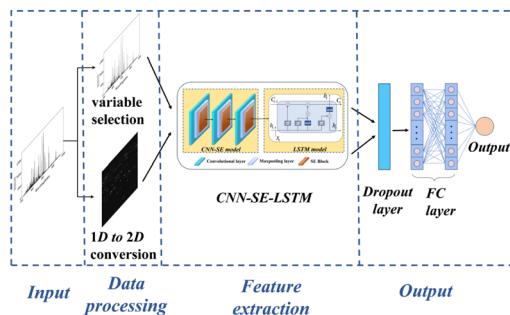 variable
selection
1D to 2D
conversion
CNN-SE model
LSTM model
Convolutional layer
Maxpooling layer
SE Block
CNN-SE-LSTM
Dropout
layer
FC
layer
Output
Input
Data
processing
Feature
extraction
Output